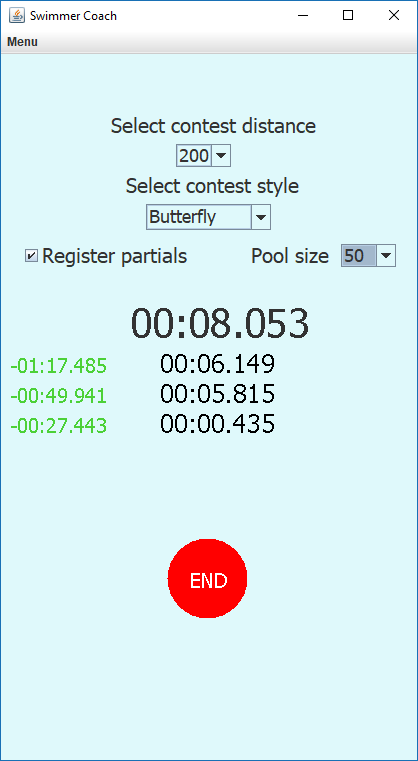 Swimmer Coach
Menu
Select contest distance
200
Select contest style
Butterfly
Register partials Pool size 50
00:08.053
-01:17.485 00:06.149
-00:49.941 00:05.815
-00:27.443 00:00.435
END